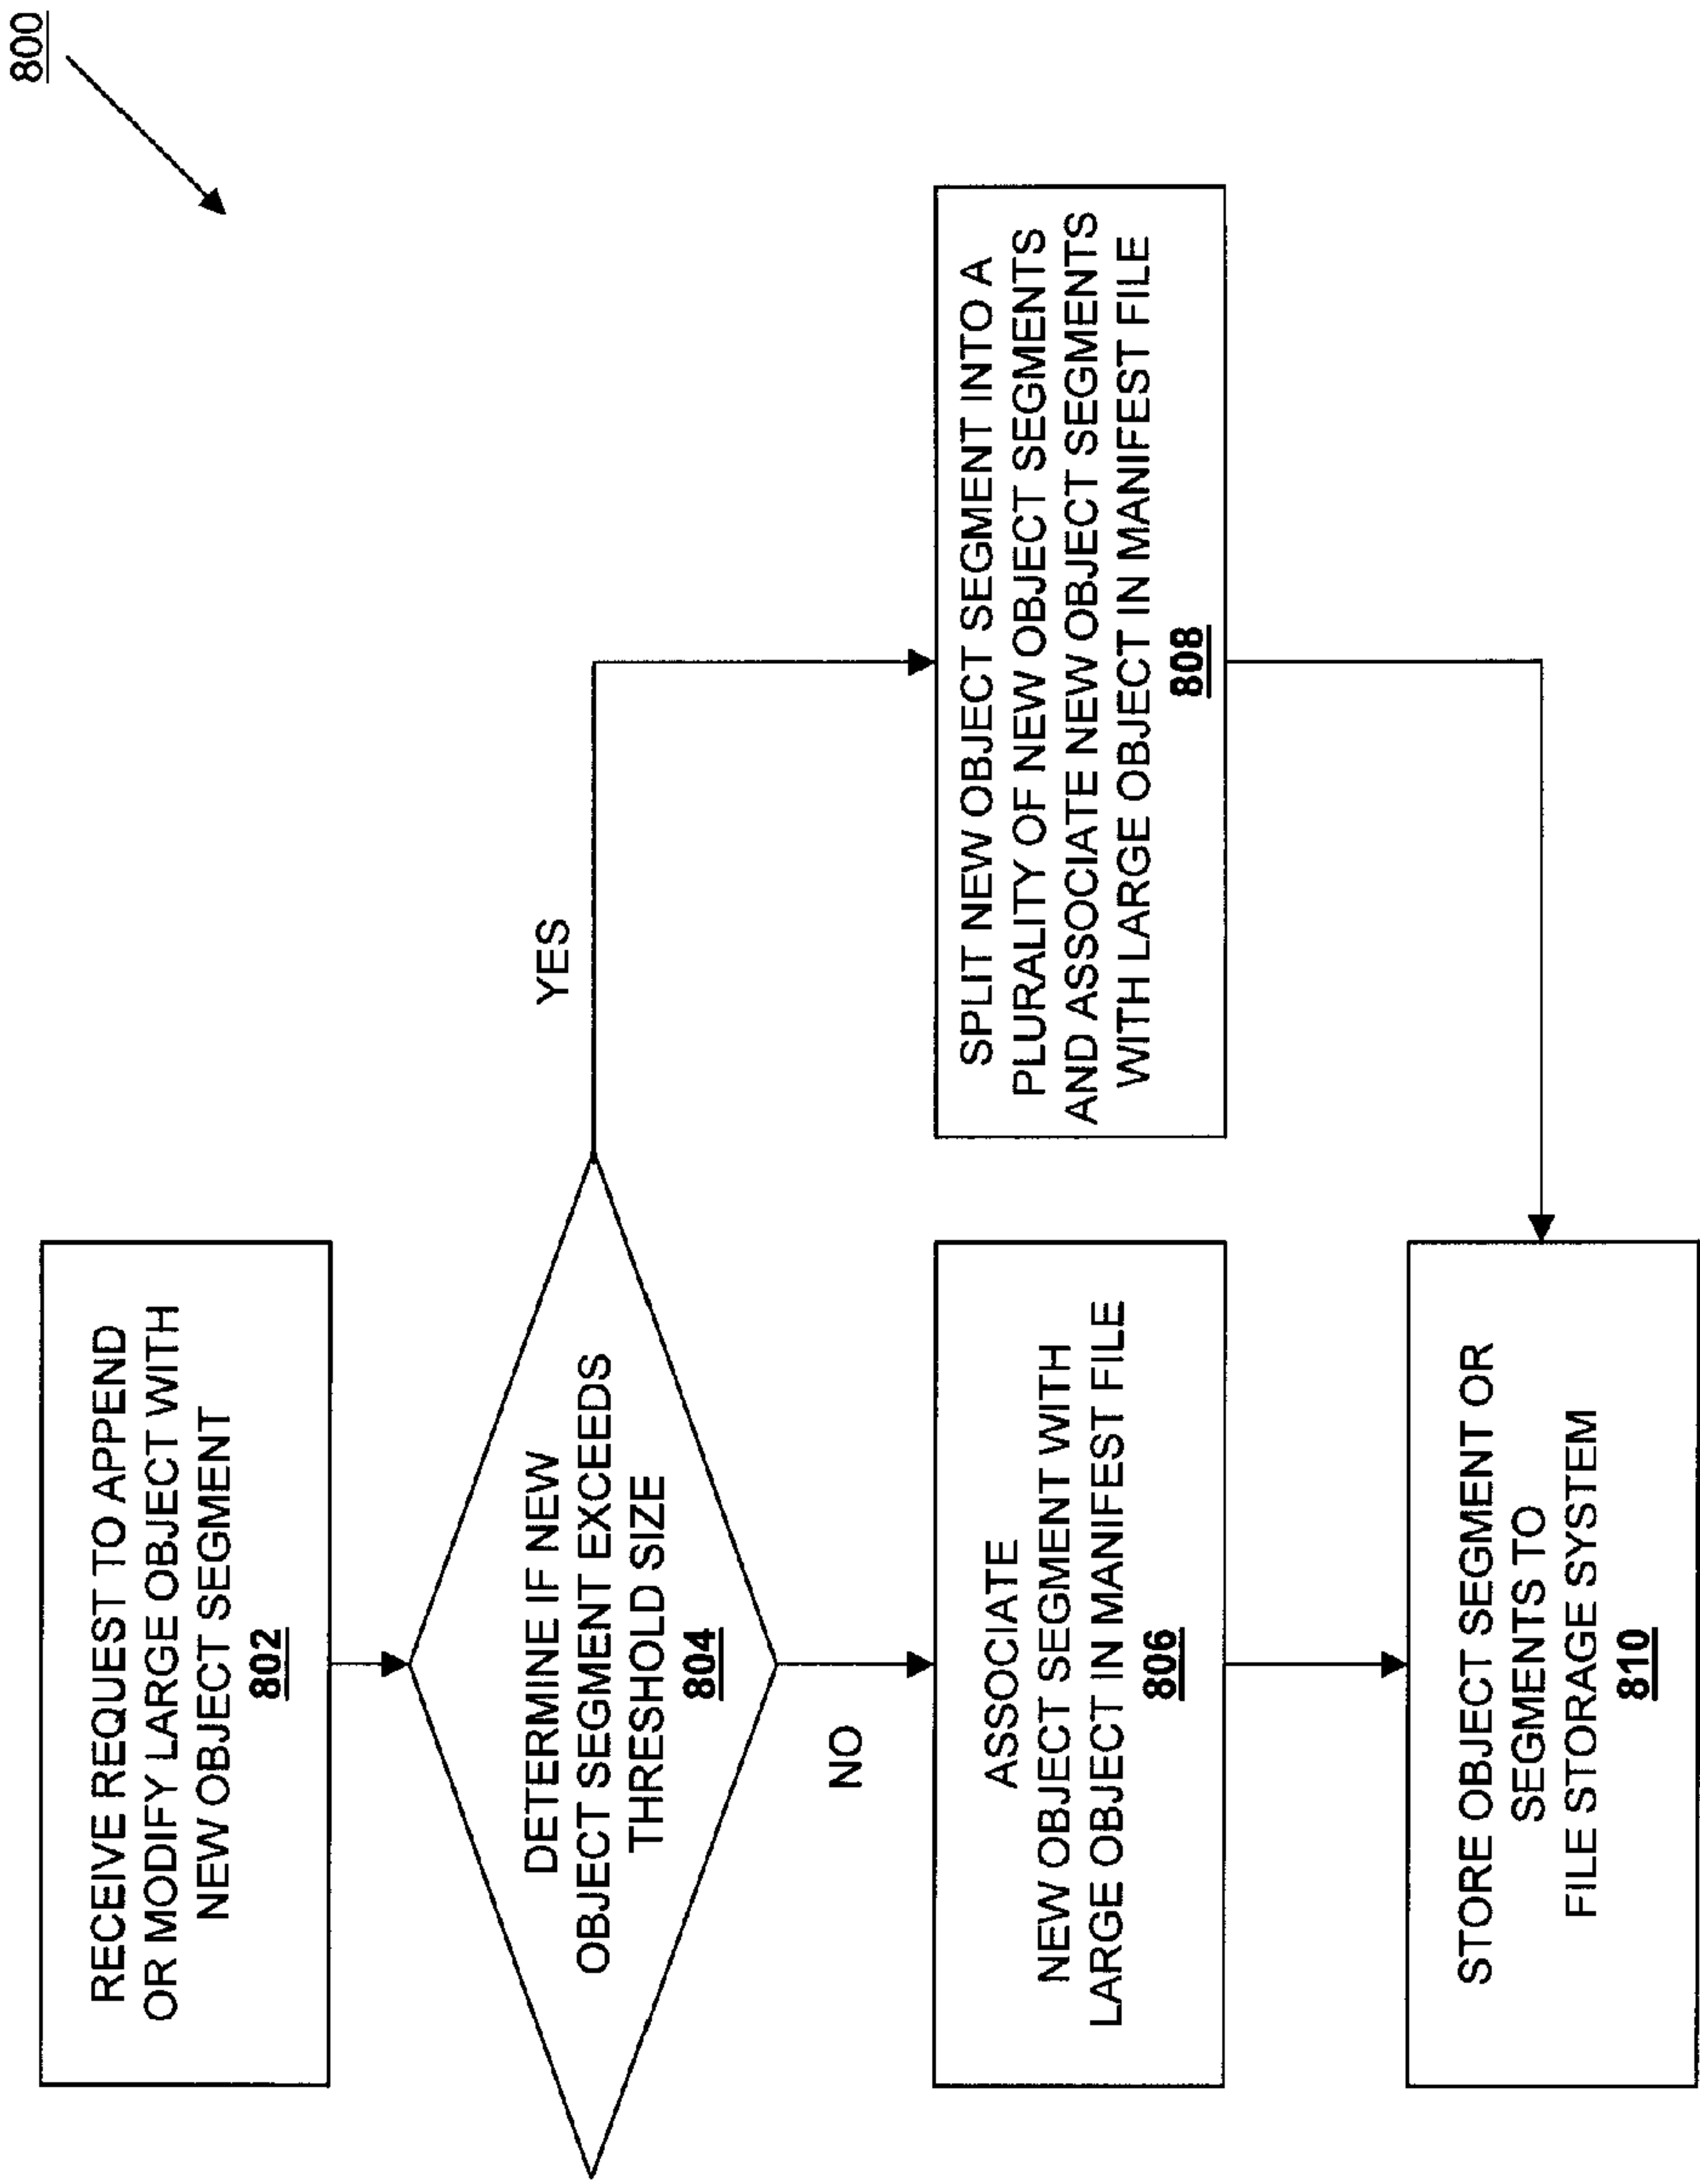 800
RECEIVE REQUEST TO APPEND
OR MODIFY LARGE OBJECT WITH
NEW OBJECT SEGMENT
802
DETERMINE IF NEW
OBJECT SEGMENT EXCEEDS
THRESHOLD SIZE
804
YES
NO
ASSOCIATE
NEW OBJECT SEGMENT WITH
LARGE OBJECT IN MANIFEST FILE
806
SPLIT NEW OBJECT SEGMENT INTO A
PLURALITY OF NEW OBJECT SEGMENTS
AND ASSOCIATE NEW OBJECT SEGMENTS
WITH LARGE OBJECT IN MANIFEST FILE
808
STORE OBJECT SEGMENT OR
SEGMENTS TO
FILE STORAGE SYSTEM
810